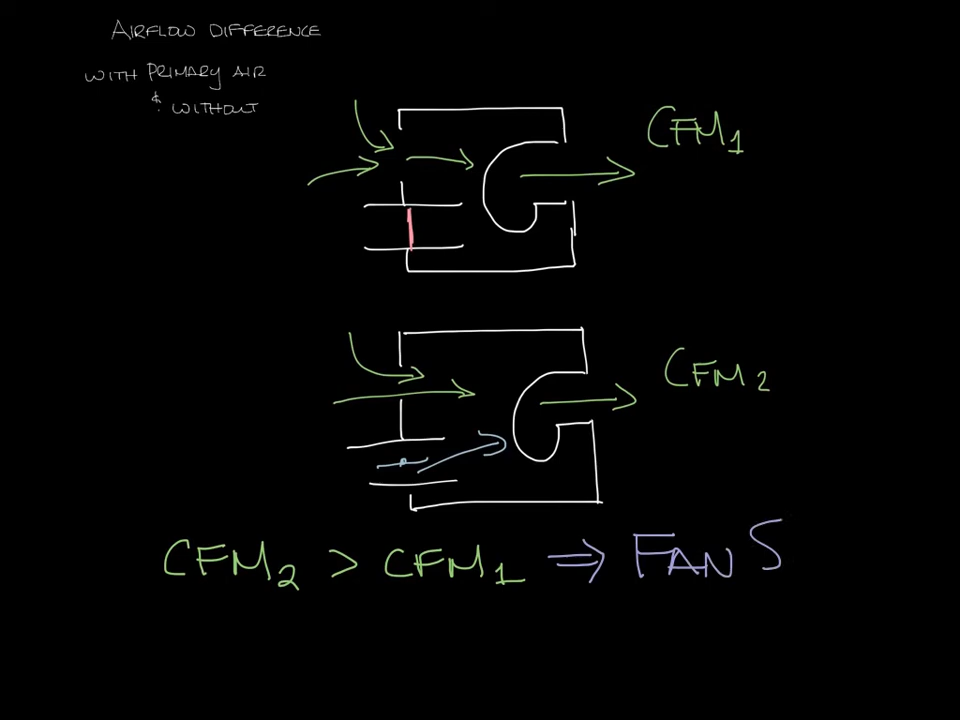 AIRFLOW DIFFERENCE
WITH PRIMARY AIR
& WITHOUT
CFM1
CFM2
CFM2 > CFM1 ⇒ FAN S